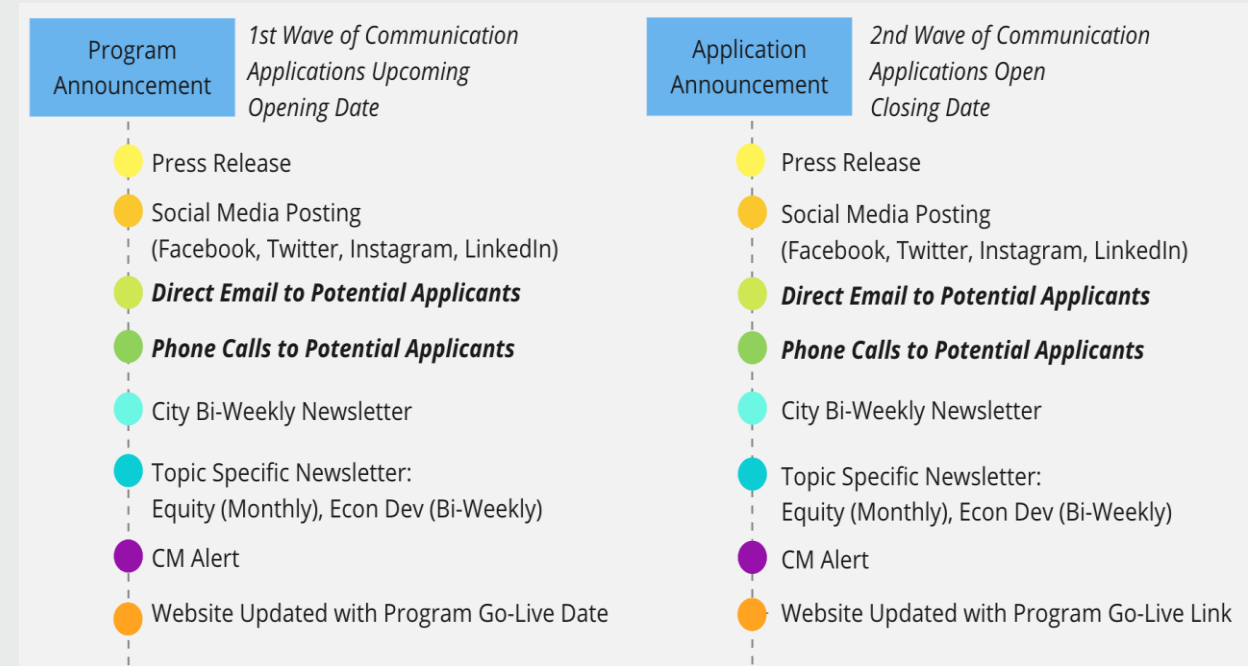 Program
Announcement
1st Wave of Communication
Applications Upcoming
Opening Date
Press Release
Social Media Posting
(Facebook, Twitter, Instagram, LinkedIn)
Direct Email to Potential Applicants
Phone Calls to Potential Applicants
City Bi-Weekly Newsletter
Topic Specific Newsletter:
Equity (Monthly), Econ Dev (Bi-Weekly)
CM Alert
Website Updated with Program Go-Live Date
Application
Announcement
2nd Wave of Communication
Applications Open
Closing Date
Press Release
Social Media Posting
(Facebook, Twitter, Instagram, LinkedIn)
Direct Email to Potential Applicants
Phone Calls to Potential Applicants
City Bi-Weekly Newsletter
Topic Specific Newsletter:
Equity (Monthly), Econ Dev (Bi-Weekly)
CM Alert
Website Updated with Program Go-Live Link